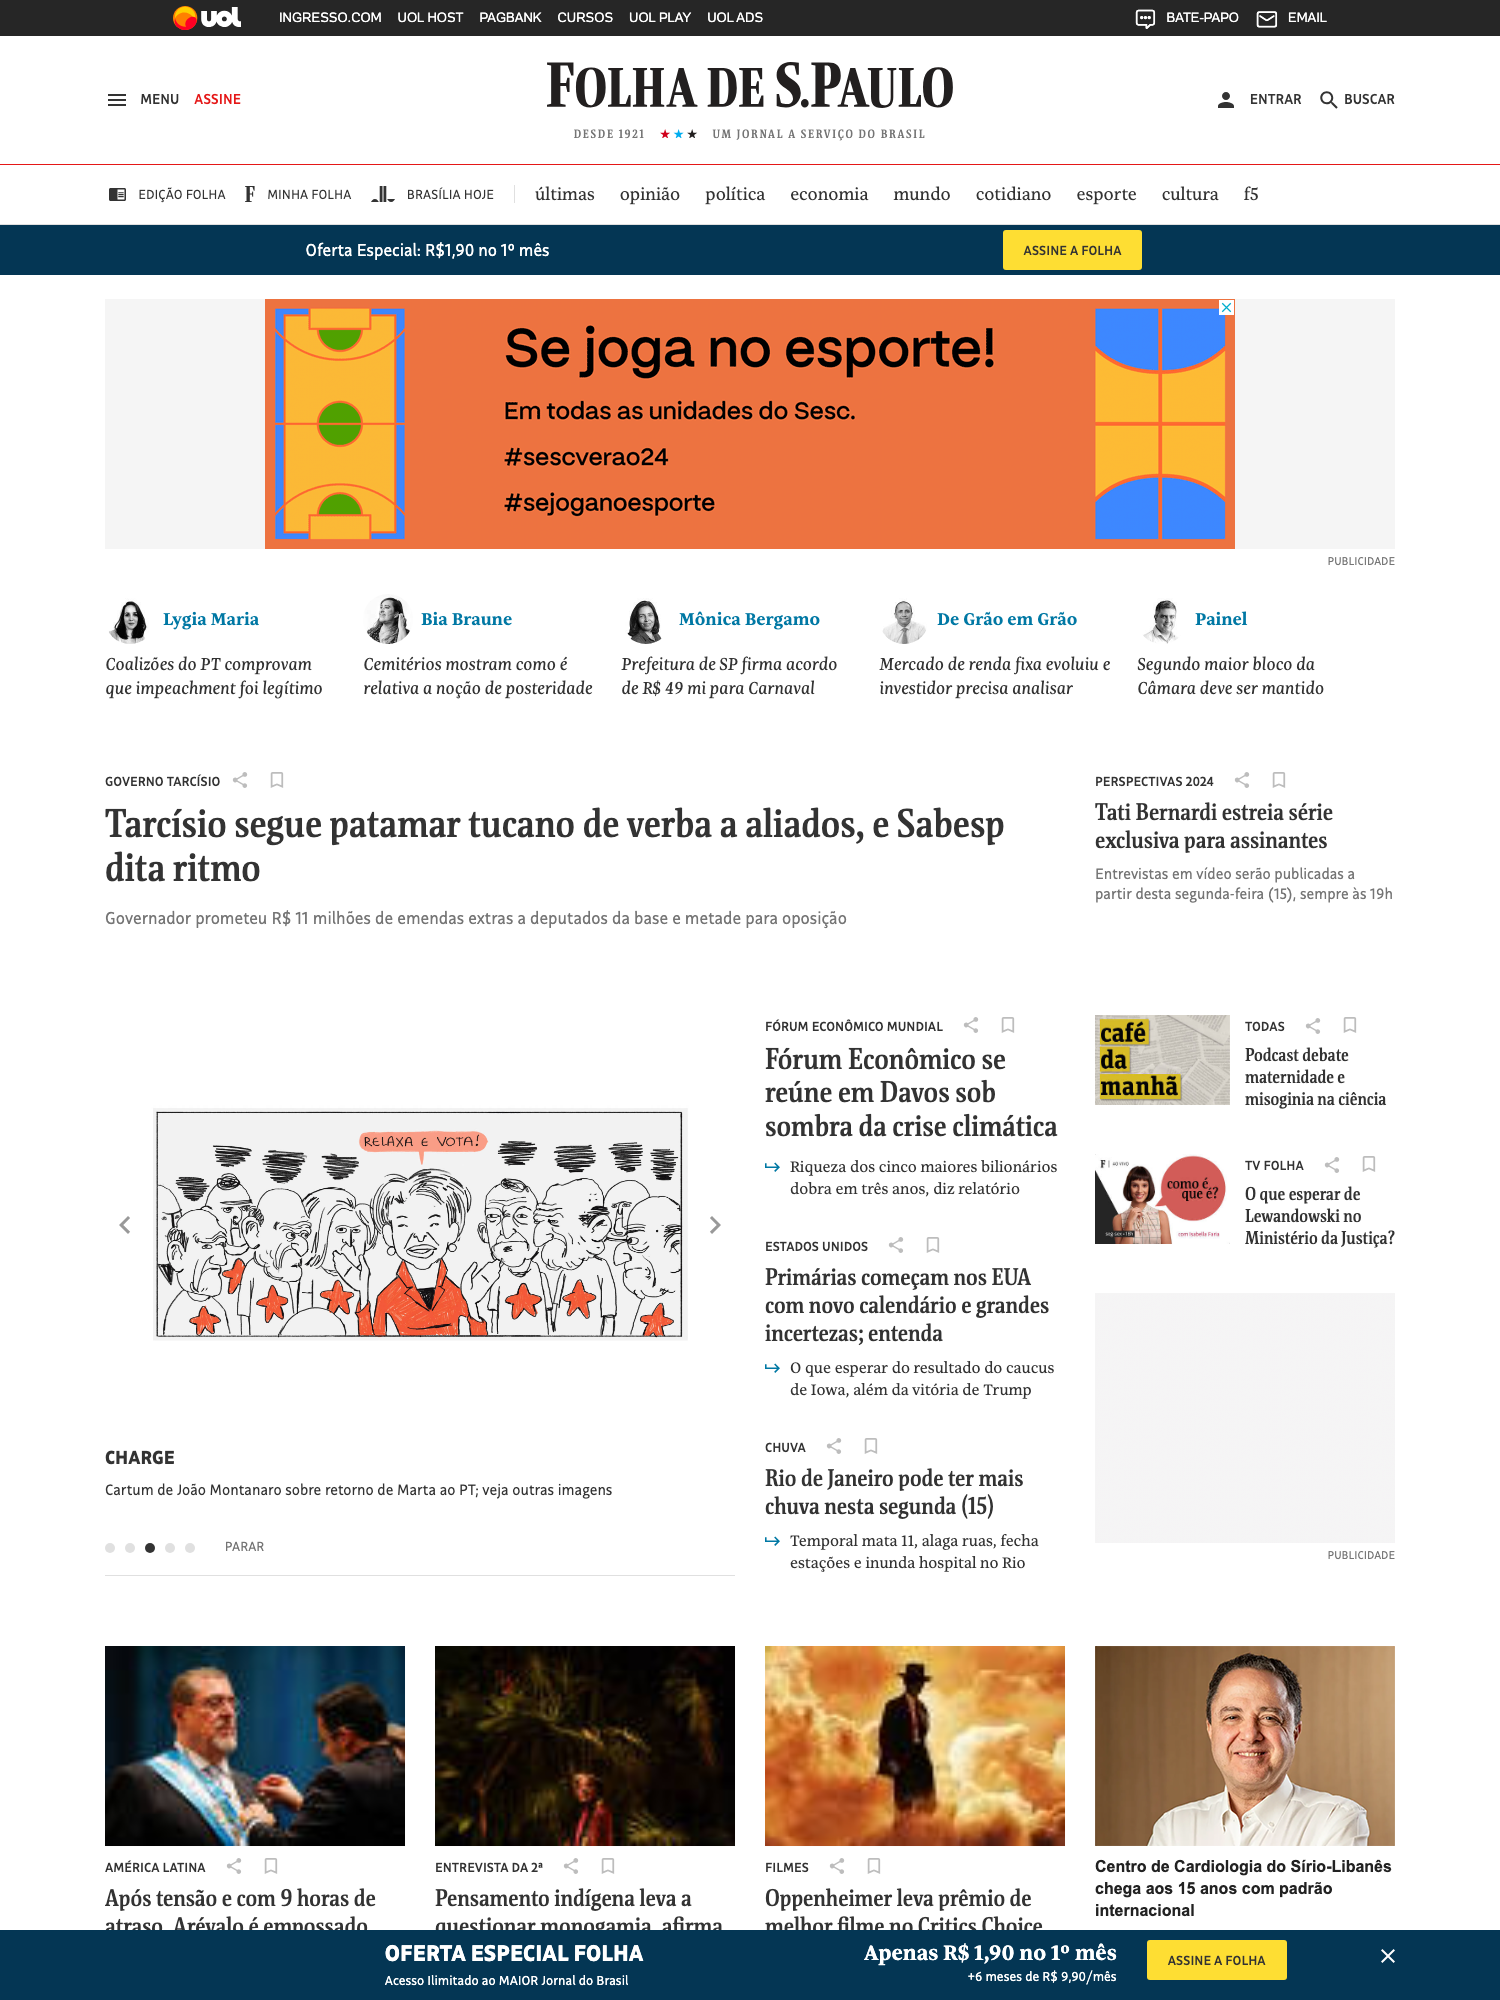 uol
INGRESSO.COM UOL HOST PAGBANK CURSOS UOL PLAY UOL ADS
BATE-PAPO EMAIL
MENU ASSINE
FOLHA DE S.PAULO
DESDE 1921 ★★★ UM JORNAL A SERVIÇO DO BRASIL
ENTRAR BUSCAR
EDIÇÃO FOLHA F MINHA FOLHA BRASÍLIA HOJE últimas opinião política economia mundo cotidiano esporte cultura f5
Oferta Especial: R$1,90 no 1º mês
ASSINE A FOLHA
Se joga no esporte!
Em todas as unidades do Sesc.
#sescverao24
#sejoganoesporte
PUBLICIDADE
Lygia Maria
Coalizões do PT comprovam
que impeachment foi legítimo
Bia Braune
Cemitérios mostram como é
relativa a noção de posteridade
Mônica Bergamo
Prefeitura de SP firma acordo
de R$ 49 mi para Carnaval
De Grão em Grão
Mercado de renda fixa evoluiu e
investidor precisa analisar
Painel
Segundo maior bloco da
Câmara deve ser mantido
GOVERNO TARCÍSIO
Tarcísio segue patamar tucano de verba a aliados, e Sabesp
dita ritmo
Governador prometeu R$ 11 milhões de emendas extras a deputados da base e metade para oposição
PERSPECTIVAS 2024
Tati Bernardi estreia série
exclusiva para assinantes
Entrevistas em vídeo serão publicadas a
partir desta segunda-feira (15), sempre às 19h
RELAXA E VOTA!
CHARGE
Cartum de João Montanaro sobre retorno de Marta ao PT; veja outras imagens
PARAR
FÓRUM ECONÔMICO MUNDIAL
Fórum Econômico se
reúne em Davos sob
sombra da crise climática
Riqueza dos cinco maiores bilionários
dobra em três anos, diz relatório
ESTADOS UNIDOS
Primárias começam nos EUA
com novo calendário e grandes
incertezas; entenda
O que esperar do resultado do caucus
de Iowa, além da vitória de Trump
CHUVA
Rio de Janeiro pode ter mais
chuva nesta segunda (15)
Temporal mata 11, alaga ruas, fecha
estações e inunda hospital no Rio
café
da
manhã
TODAS
Podcast debate
maternidade e
misoginia na ciência
F AO VIVO
como é
que é?
seg a sex • 18h
com Isabella Faria
TV FOLHA
O que esperar de
Lewandowski no
Ministério da Justiça?
PUBLICIDADE
AMÉRICA LATINA
Após tensão e com 9 horas de
atraso, Arévalo é empossado
ENTREVISTA DA 2ª
Pensamento indígena leva a
questionar monogamia, afirma
FILMES
Oppenheimer leva prêmio de
melhor filme no Critics Choice
Centro de Cardiologia do Sírio-Libanês
chega aos 15 anos com padrão
internacional
OFERTA ESPECIAL FOLHA
Acesso Ilimitado ao MAIOR Jornal do Brasil
Apenas R$ 1,90 no 1º mês
+6 meses de R$ 9,90/mês
ASSINE A FOLHA